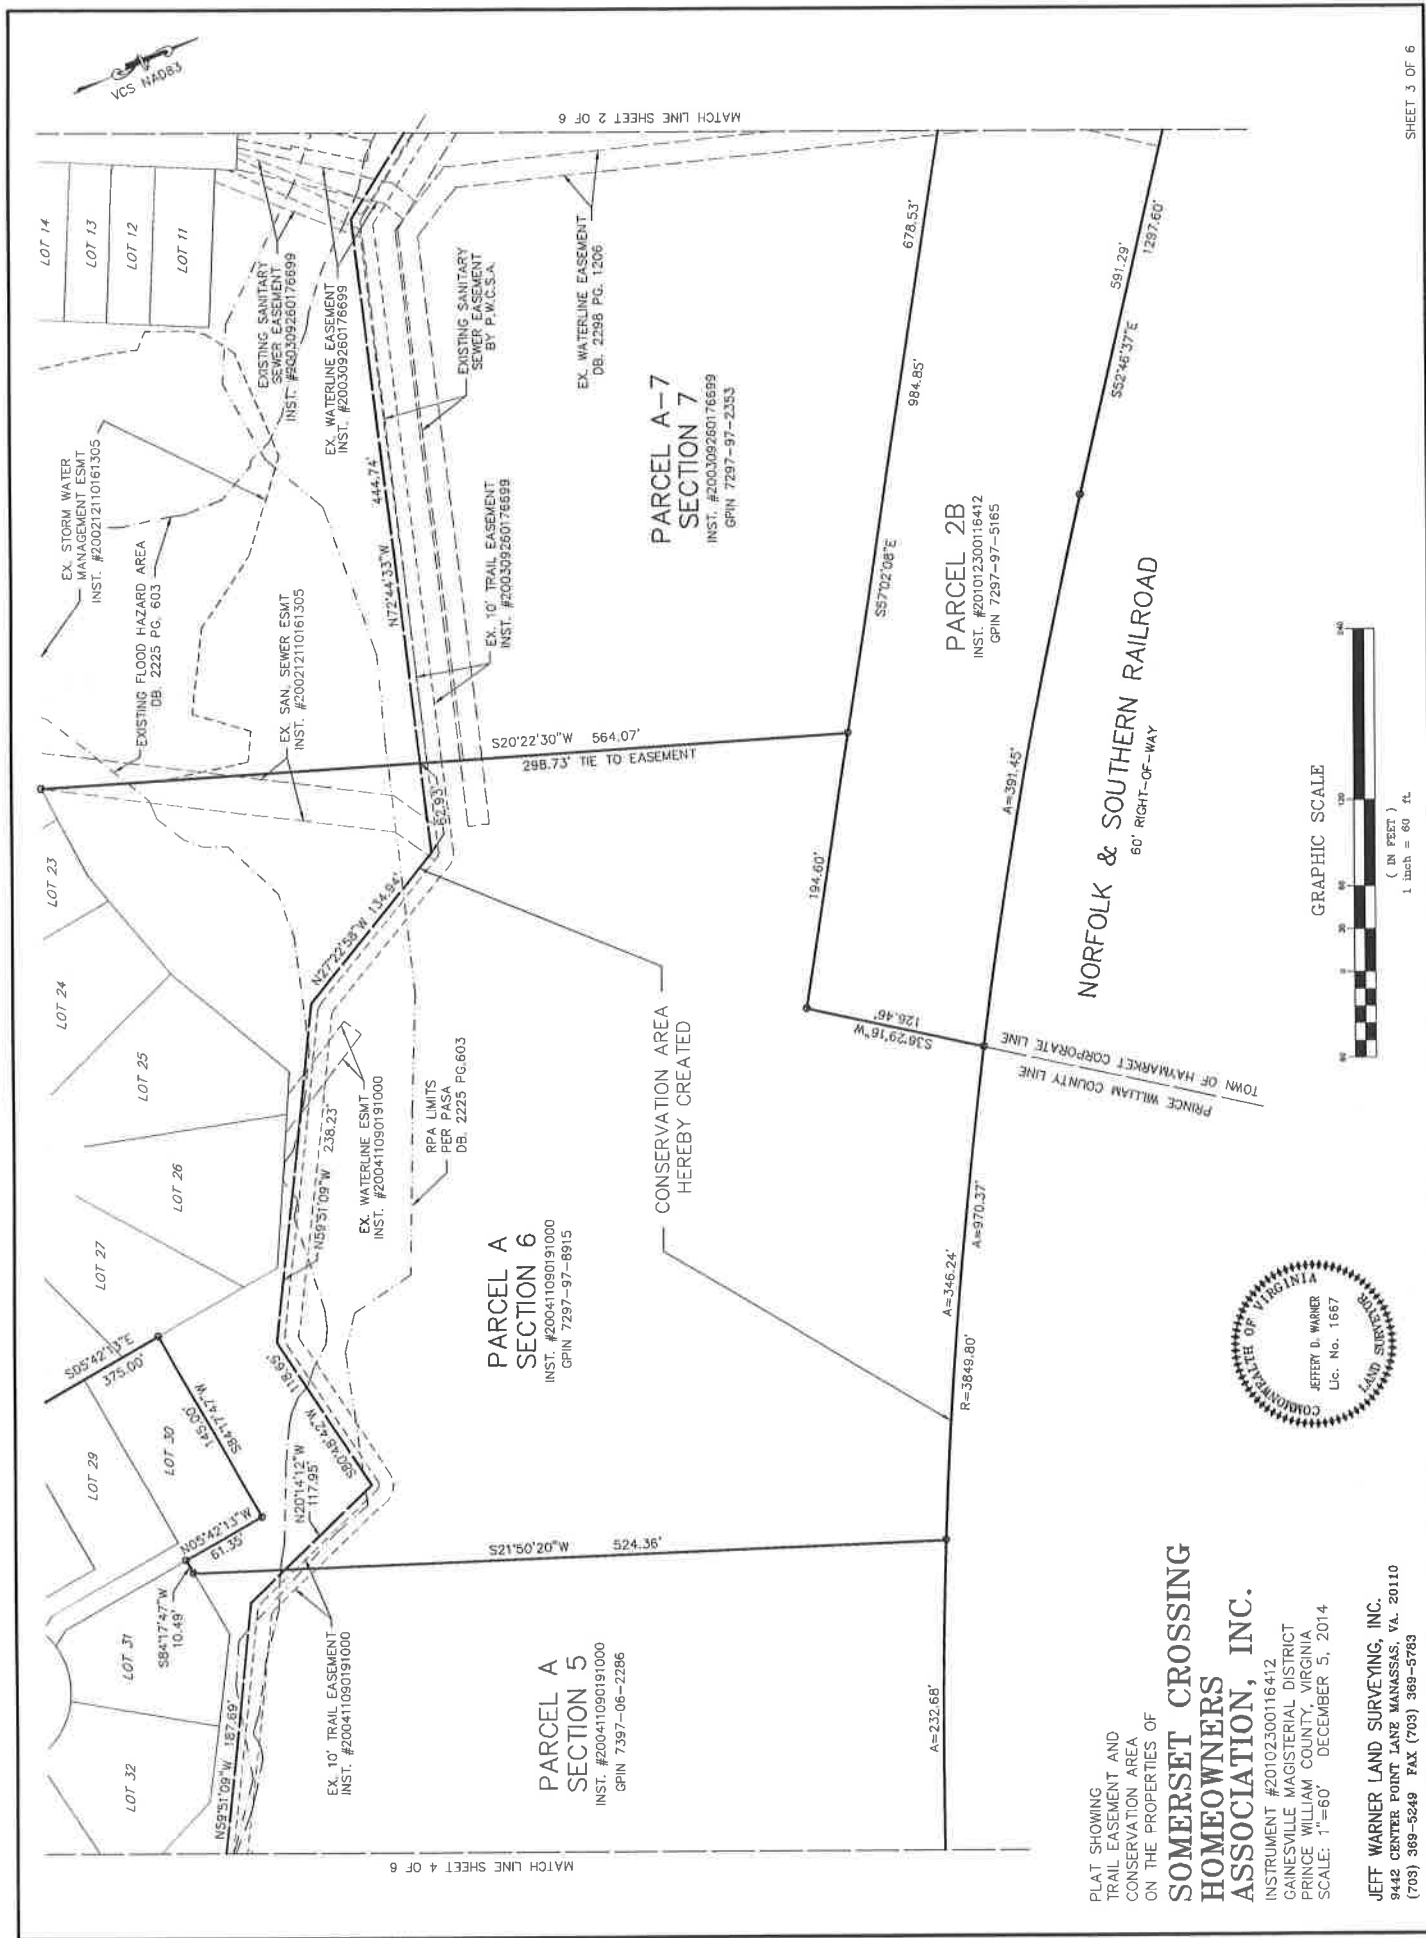 VCS NAD83
MATCH LINE SHEET 2 OF 6
SHEET 3 OF 6
LOT 14
LOT 13
LOT 12
LOT 11
EX. STORM WATER
MANAGEMENT ESMT
INST. #200212110161305
EXISTING FLOOD HAZARD AREA
DB. 2225 PG. 603
EX. SAN. SEWER ESMT
INST. #200212110161305
EXISTING SANITARY
SEWER EASEMENT
INST. #200309260176699
EX. WATERLINE EASEMENT
INST. #200309260176699
N72°44'33"W
444.74'
EXISTING SANITARY
SEWER EASEMENT
BY P.W.C.S.A.
EX. 10' TRAIL EASEMENT
INST. #200309260176699
EX. WATERLINE EASEMENT
DB. 2298 PG. 1206
PARCEL A-7
SECTION 7
INST. #200309260176699
GPIN 7297-97-2353
678.53'
984.85'
S57°02'08"E
PARCEL 2B
INST. #201012300116412
GPIN 7297-97-5165
1297.60'
591.29'
S52°46'37"E
A=391.45'
NORFOLK & SOUTHERN RAILROAD
60' RIGHT-OF-WAY
S20°22'30"W 564.07'
298.73' TIE TO EASEMENT
62.93'
194.60'
S36°29'16"W
126.46'
TOWN OF HAYMARKET CORPORATE LINE
PRINCE WILLIAM COUNTY LINE
LOT 23
LOT 24
LOT 25
LOT 26
LOT 27
N27°22'58"W 134.94'
N59°51'09"W 238.23'
EX. WATERLINE ESMT
INST. #200411090191000
RPA LIMITS
PER PASA
DB. 2225 PG.603
CONSERVATION AREA
HEREBY CREATED
PARCEL A
SECTION 6
INST. #200411090191000
GPIN 7297-97-8915
A=970.37'
A=346.24'
R=3849.80'
S05°42'13"E
375.00'
S84°17'47"W
145.00'
118.65'
S80°48'42"W
LOT 29
LOT 30
N05°42'13"W
61.35'
N20°14'12"W
117.95'
S84°17'47"W
10.49'
S21°50'20"W 524.36'
LOT 31
LOT 32
N59°51'09"W 187.69'
EX. 10' TRAIL EASEMENT
INST. #200411090191000
PARCEL A
SECTION 5
INST. #200411090191000
GPIN 7397-06-2286
A=232.68'
MATCH LINE SHEET 4 OF 6
GRAPHIC SCALE
60 0 30 60 120 240
( IN FEET )
1 inch = 60 ft.
COMMONWEALTH OF VIRGINIA
JEFFERY D. WARNER
Lic. No. 1667
LAND SURVEYOR
PLAT SHOWING
TRAIL EASEMENT AND
CONSERVATION AREA
ON THE PROPERTIES OF
SOMERSET CROSSING
HOMEOWNERS
ASSOCIATION, INC.
INSTRUMENT #20102300116412
GAINESVILLE MAGISTERIAL DISTRICT
PRINCE WILLIAM COUNTY, VIRGINIA
SCALE: 1"=60' DECEMBER 5, 2014
JEFF WARNER LAND SURVEYING, INC.
9442 CENTER POINT LANE MANASSAS, VA. 20110
(703) 369-5249 FAX (703) 369-5783